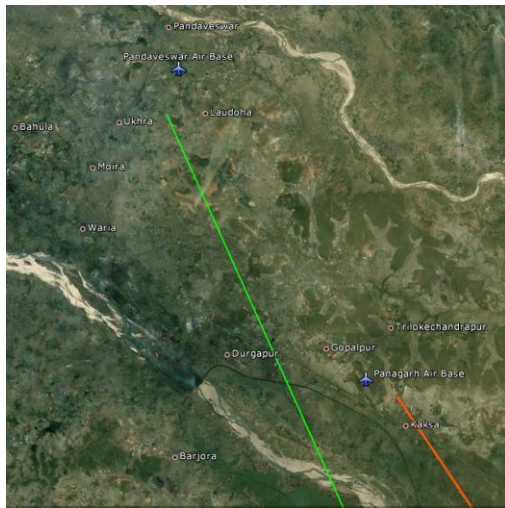 Pandaveswar
Pandaveswar Air Base
Laudoha
Ukhra
Bahula
Moira
Waria
Trilokechandrapur
Gopalpur
Durgapur
Panagarh Air Base
Kaksa
Barjora